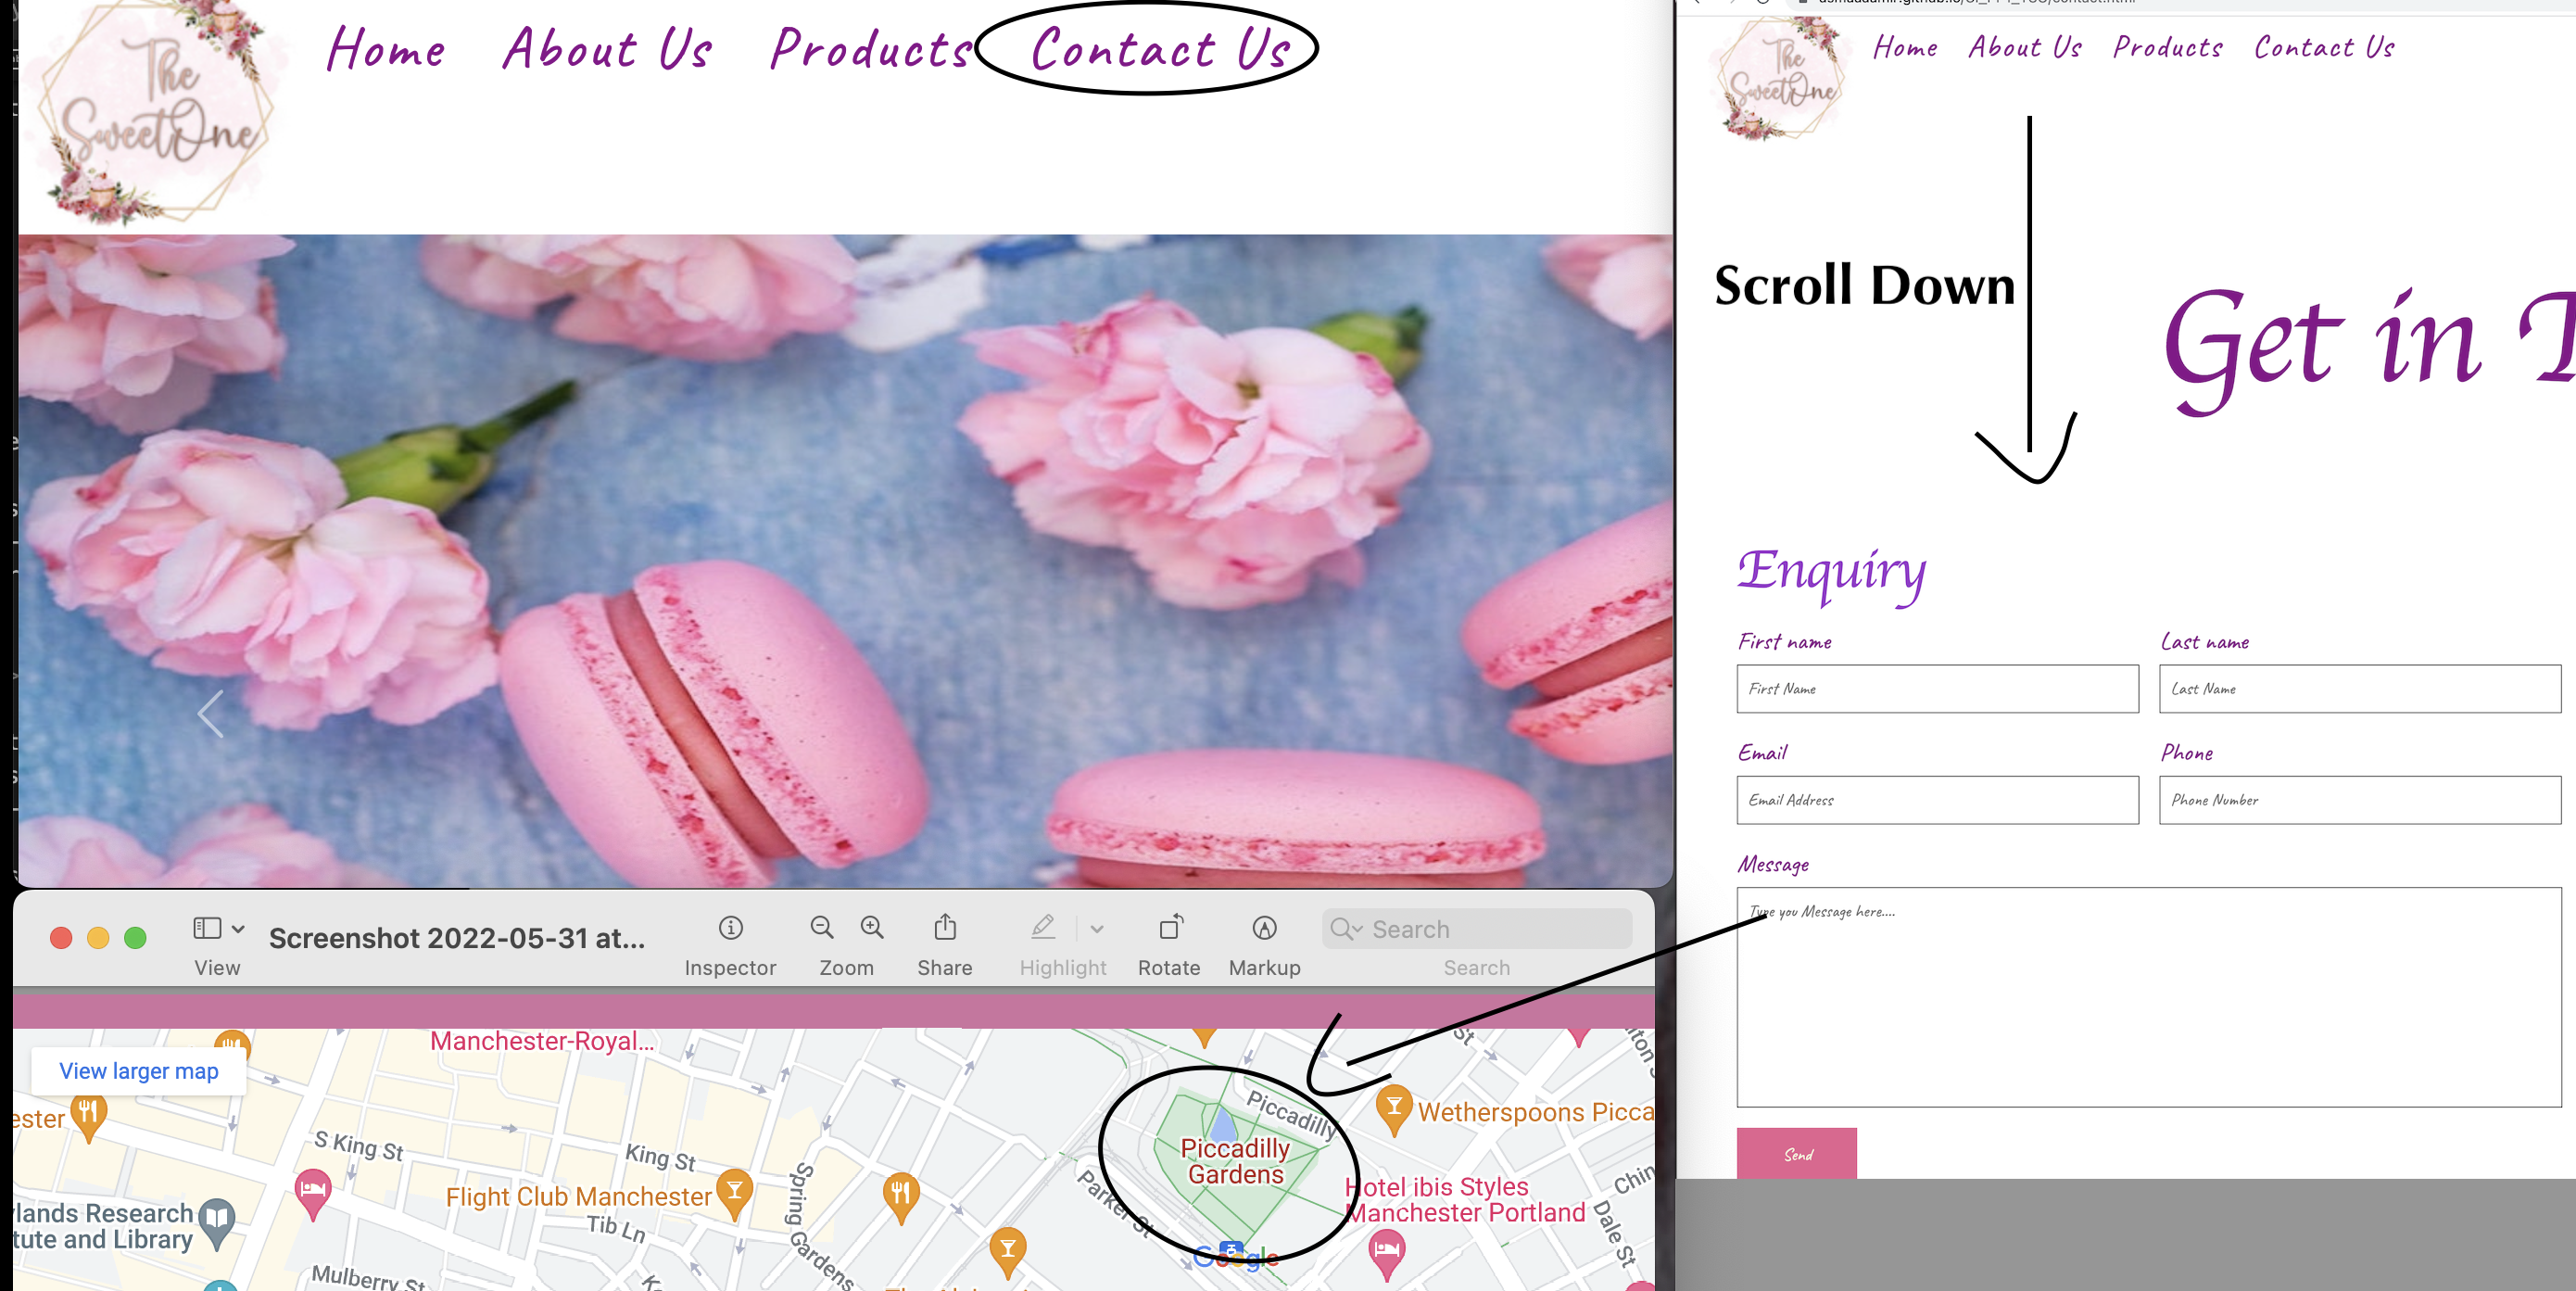 The
SweetOne
Home About Us Products Contact Us
Home About Us Products Contact Us
The
SweetOne
Scroll Down
Get in
Enquiry
First name Last name
First Name Last Name
Email Phone
Email Address Phone Number
Message
Type you Message here....
Send
Screenshot 2022-05-31 at...
View Inspector Zoom Share Highlight Rotate Markup Search
Search
Manchester-Royal...
View larger map
ester
S King St
King St
Flight Club Manchester
Tib Ln
Spring Gardens
Mulberry St
lands Research
tute and Library
Parker St
Piccadilly
Piccadilly
Gardens
Google
Wetherspoons Picca
Hotel ibis Styles
Manchester Portland
St
Chin
Dale St